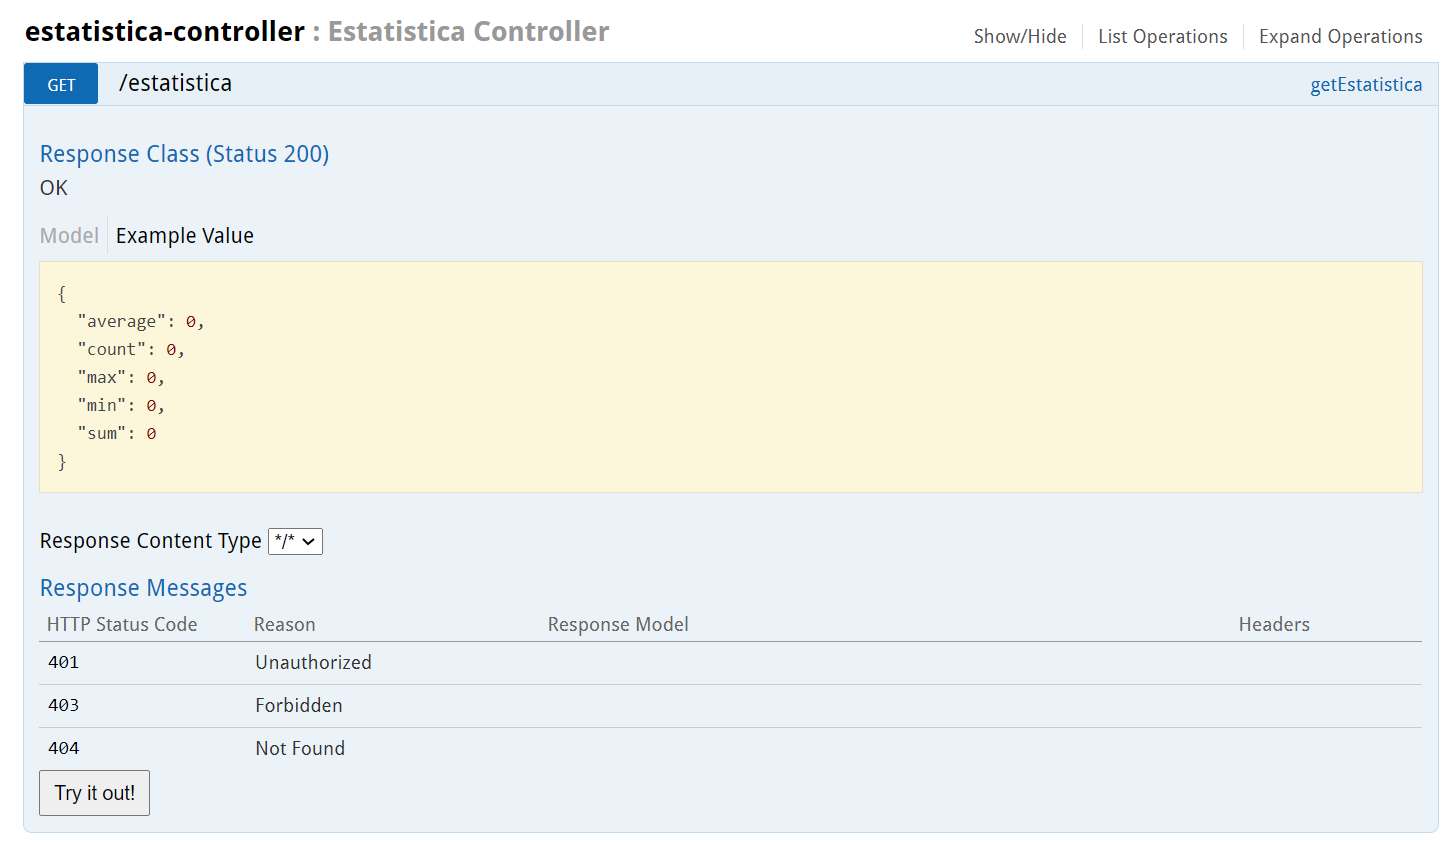 estatistica-controller : Estatistica Controller
Show/Hide List Operations Expand Operations
GET /estatistica getEstatistica
Response Class (Status 200)
OK
Model Example Value
{
"average": 0,
"count": 0,
"max": 0,
"min": 0,
"sum": 0
}
Response Content Type */*
Response Messages
HTTP Status Code Reason Response Model Headers
401 Unauthorized
403 Forbidden
404 Not Found
Try it out!